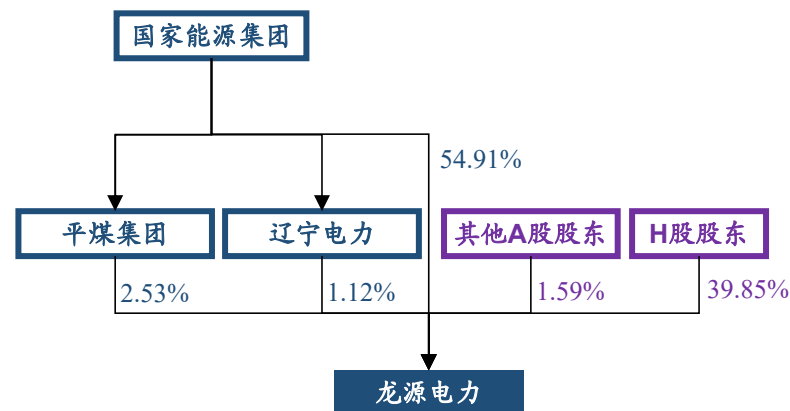 国家能源集团
54.91%
平煤集团
辽宁电力
其他A股股东
H股股东
2.53%
1.12%
1.59%
39.85%
龙源电力